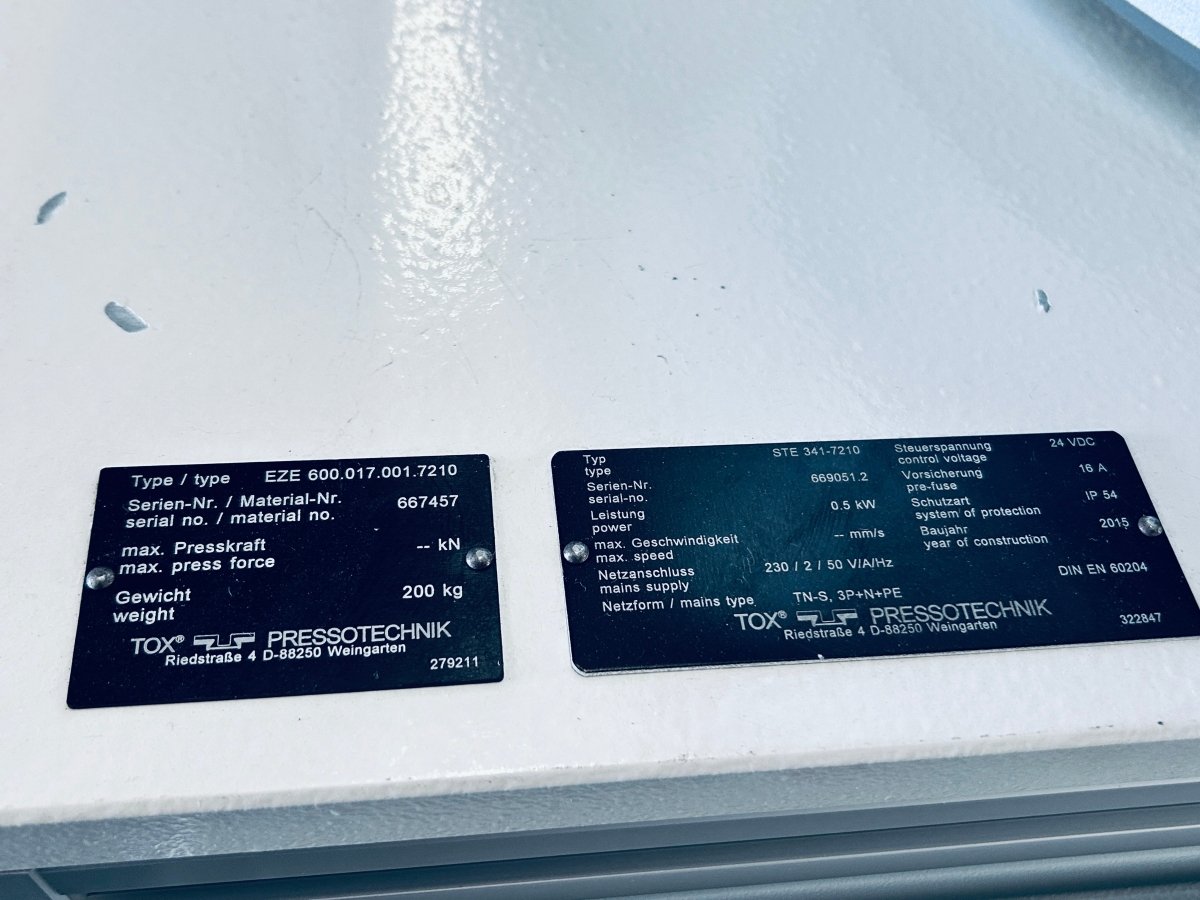 Type / type EZE 600.017.001.7210
Serien-Nr. / Material-Nr.
serial no. / material no. 667457
max. Presskraft
max. press force -- kN
Gewicht
weight 200 kg
TOX® PRESSOTECHNIK
Riedstraße 4 D-88250 Weingarten
279211
Typ
type STE 341-7210
Serien-Nr.
serial-no. 669051.2
Leistung
power 0.5 kW
max. Geschwindigkeit
max. speed -- mm/s
Netzanschluss
mains supply 230 / 2 / 50 V/A/Hz
Netzform / mains type TN-S, 3P+N+PE
Steuerspannung
control voltage 24 VDC
Vorsicherung
pre-fuse 16 A
Schutzart
system of protection IP 54
Baujahr
year of construction 2015
DIN EN 60204
TOX® PRESSOTECHNIK
Riedstraße 4 D-88250 Weingarten
322847